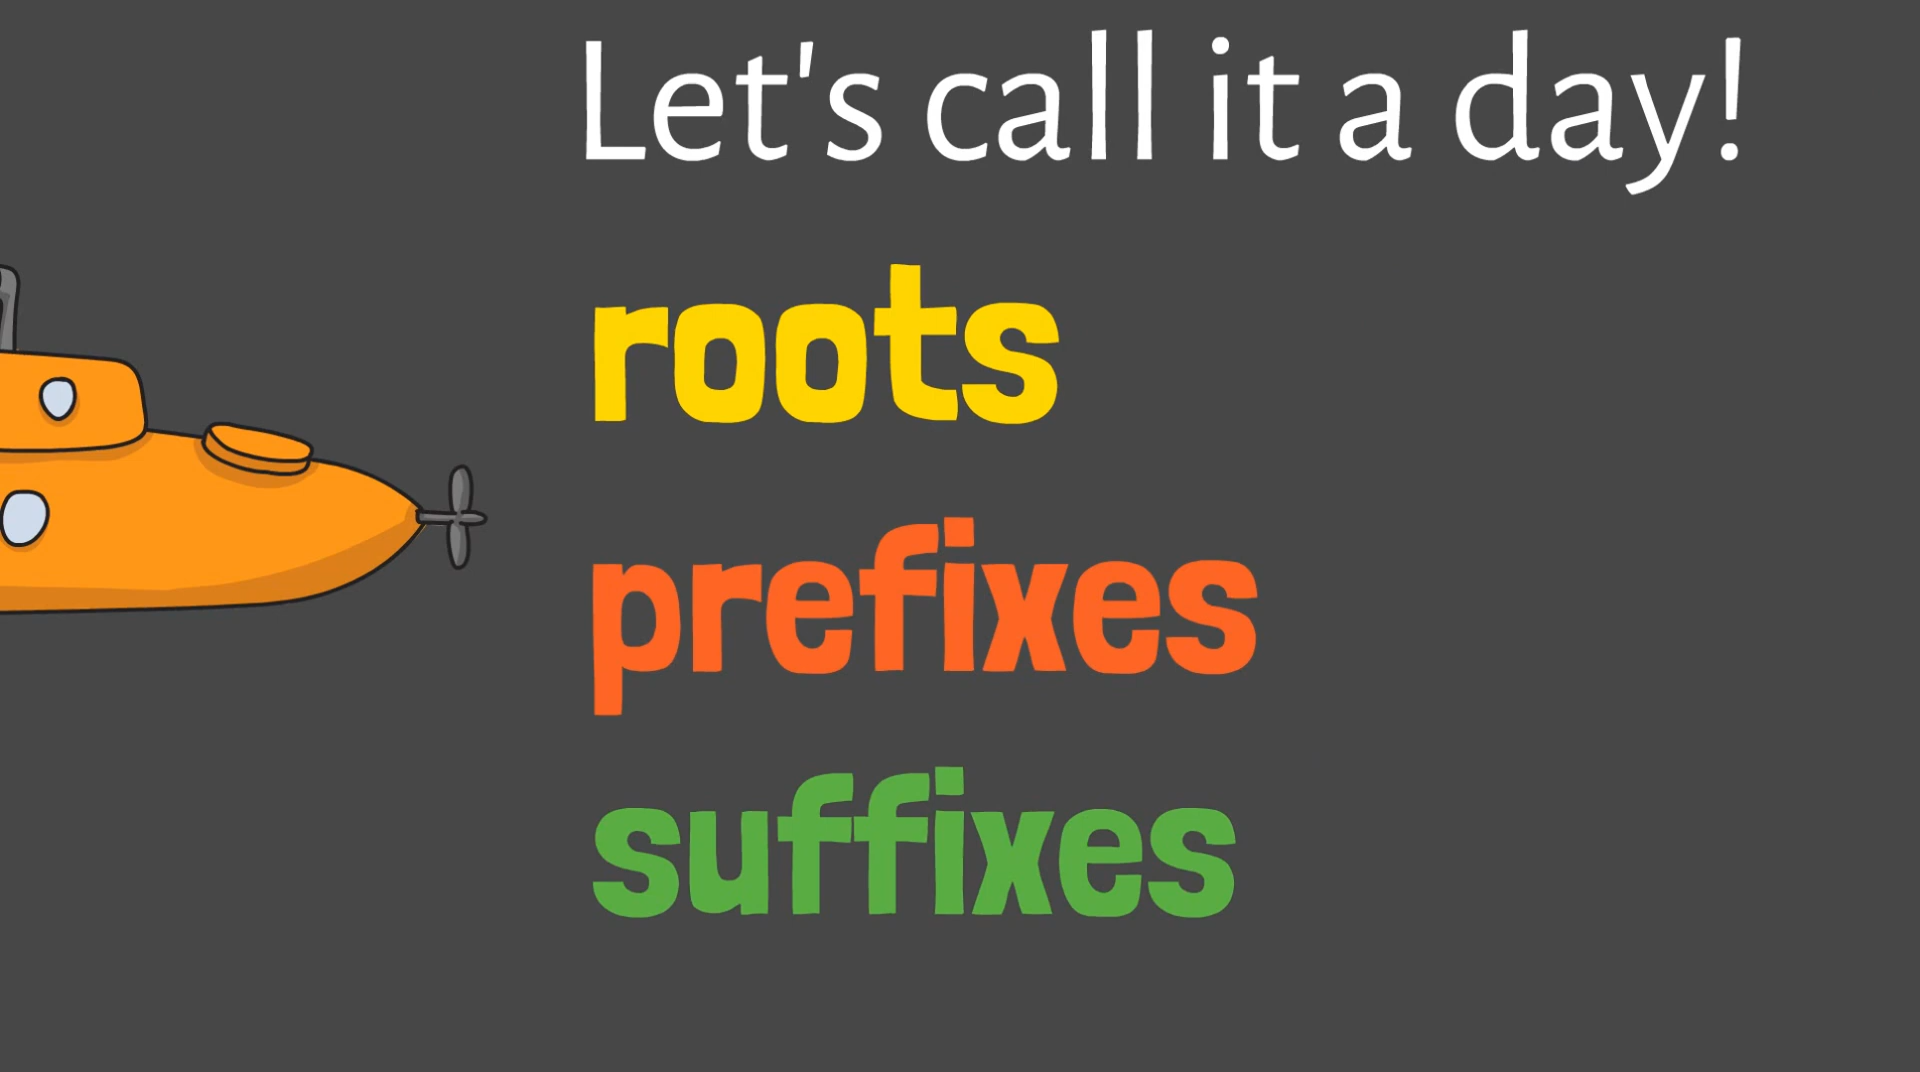 Let's call it a day!
roots
prefixes
suffixes